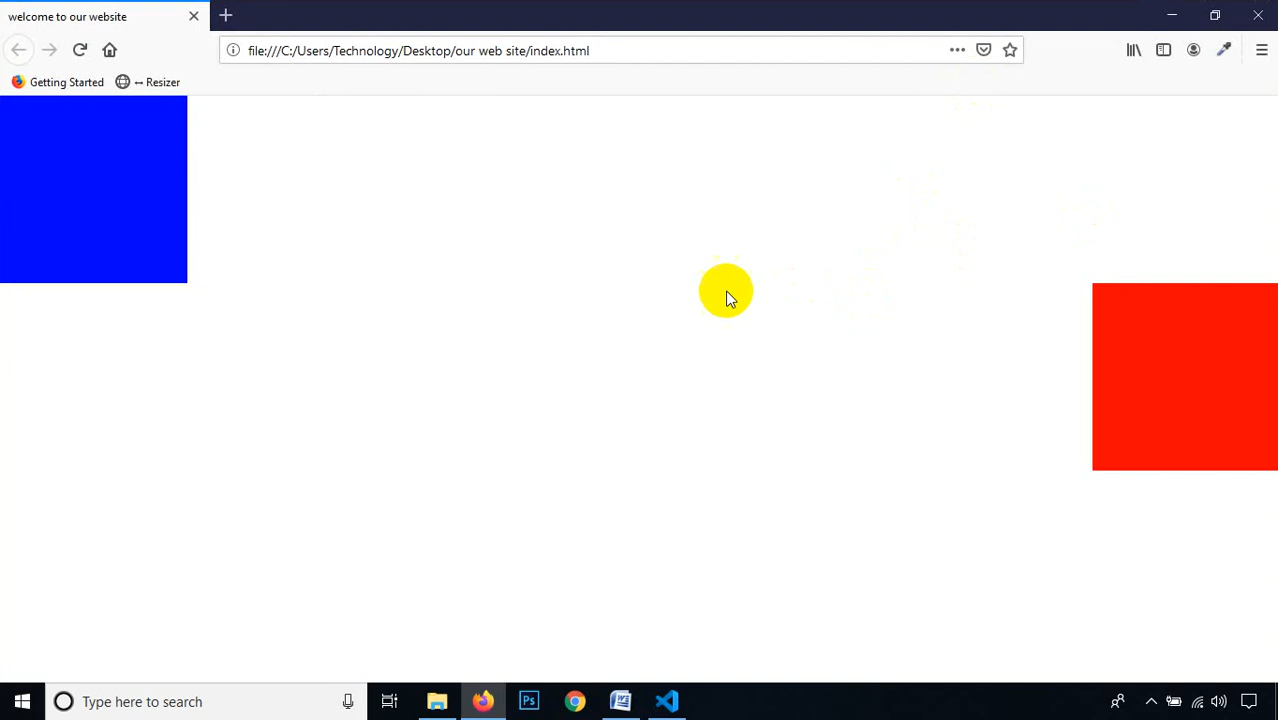 welcome to our website
file:///C:/Users/Technology/Desktop/our web site/index.html
Getting Started
↔ Resizer
Type here to search
Ps
W